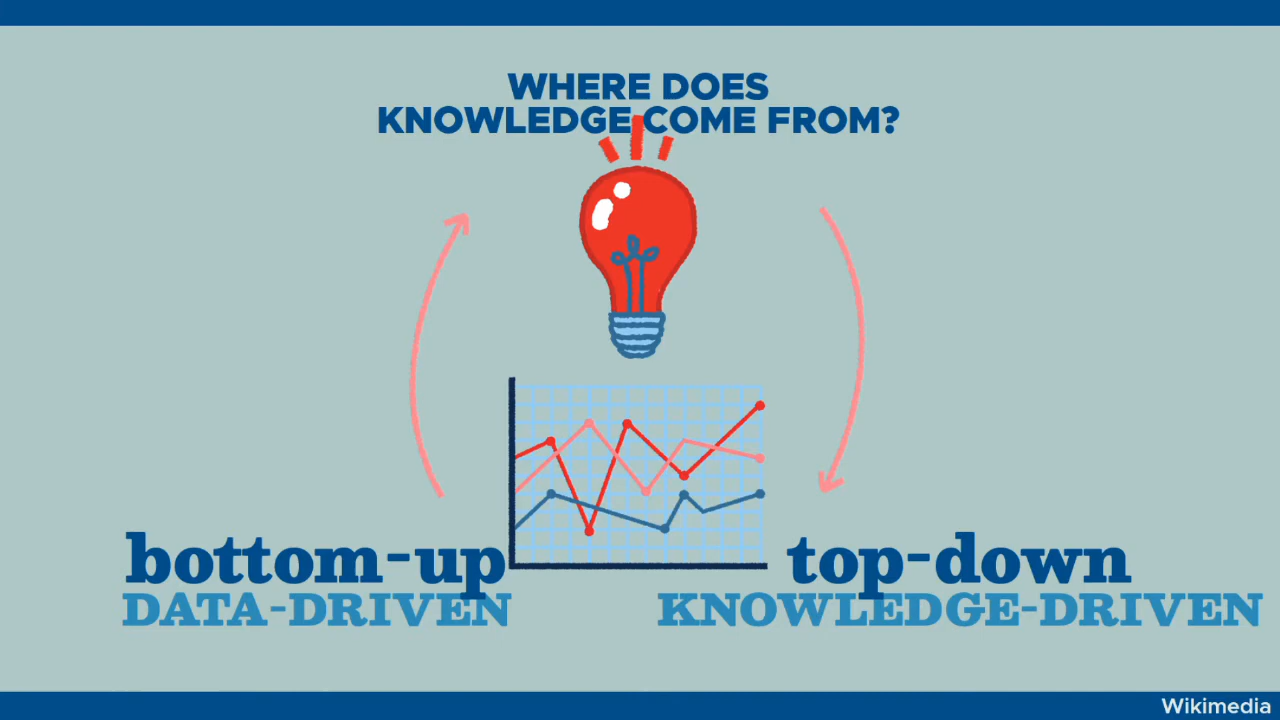 WHERE DOES
KNOWLEDGE COME FROM?
bottom-up
DATA-DRIVEN
top-down
KNOWLEDGE-DRIVEN
Wikimedia